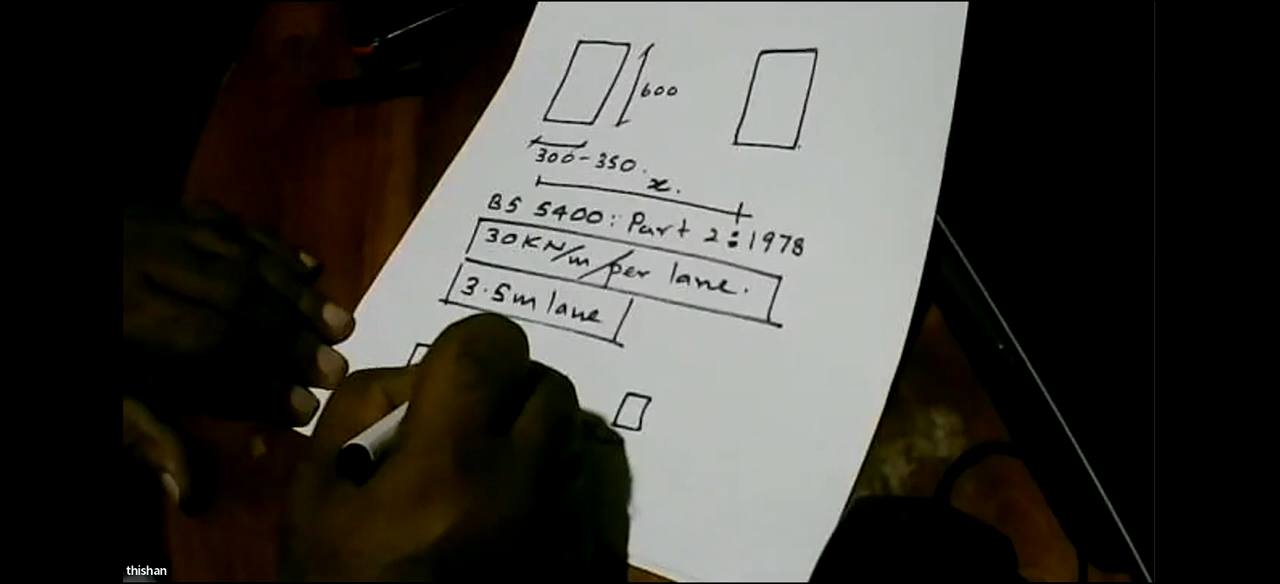 600
300-350.
x.
BS 5400: Part 2:1978
30KN/m/per lane.
3.5m lane
thishan